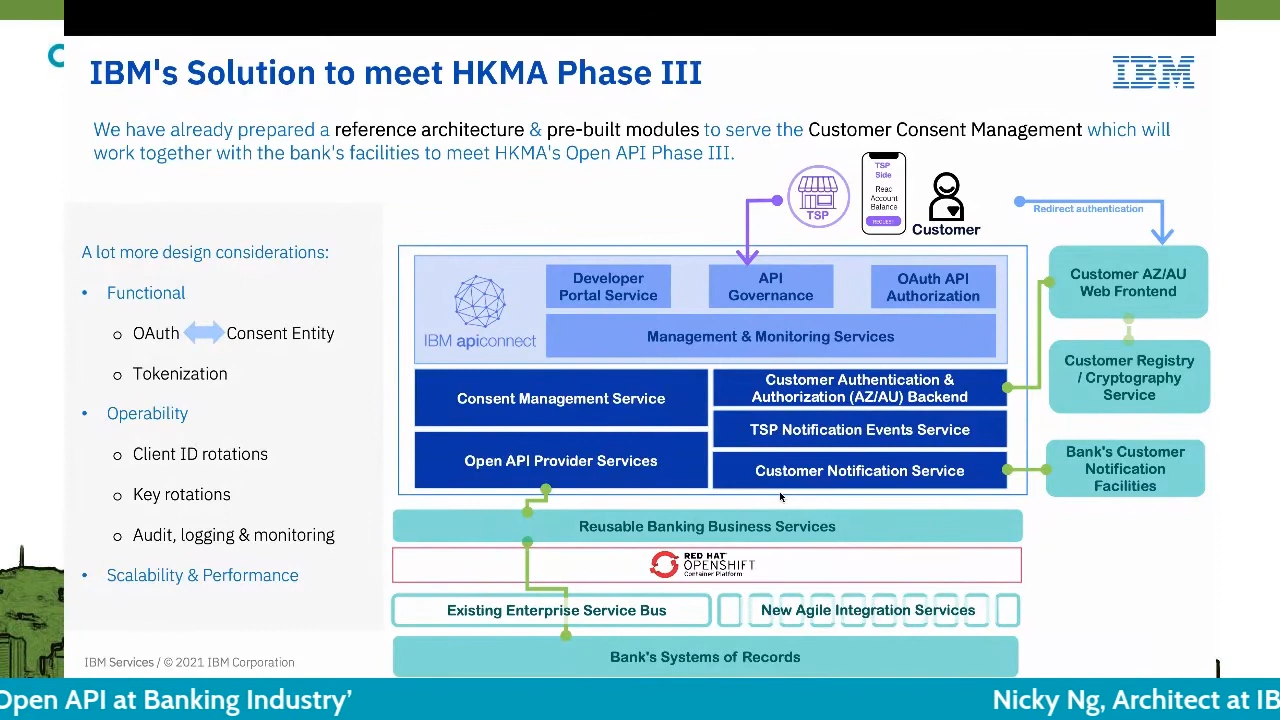 IBM's Solution to meet HKMA Phase III
IBM
We have already prepared a reference architecture & pre-built modules to serve the Customer Consent Management which will
work together with the bank's facilities to meet HKMA's Open API Phase III.
TSP
TSP
Side
Read
Account
Balance
REQUEST
Customer
Redirect authentication
A lot more design considerations:
• Functional
o OAuth Consent Entity
o Tokenization
• Operability
o Client ID rotations
o Key rotations
o Audit, logging & monitoring
• Scalability & Performance
IBM apiconnect
Developer
Portal Service
API
Governance
OAuth API
Authorization
Management & Monitoring Services
Consent Management Service
Open API Provider Services
Customer Authentication &
Authorization (AZ/AU) Backend
TSP Notification Events Service
Customer Notification Service
Customer AZ/AU
Web Frontend
Customer Registry
/ Cryptography
Service
Bank's Customer
Notification
Facilities
Reusable Banking Business Services
RED HAT
OPENSHIFT
Container Platform
Existing Enterprise Service Bus
New Agile Integration Services
Bank's Systems of Records
IBM Services / © 2021 IBM Corporation
Open API at Banking Industry’
Nicky Ng, Architect at IB